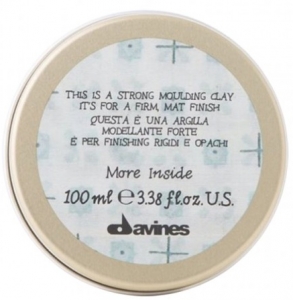 THIS IS A STRONG MOULDING CLAY
IT'S FOR A FIRM, MAT FINISH
QUESTA È UNA ARGILLA
MODELLANTE FORTE
È PER FINISHING RIGIDI E OPACHI
More Inside
100 ml e 3.38 fl.oz.U.S.
davines